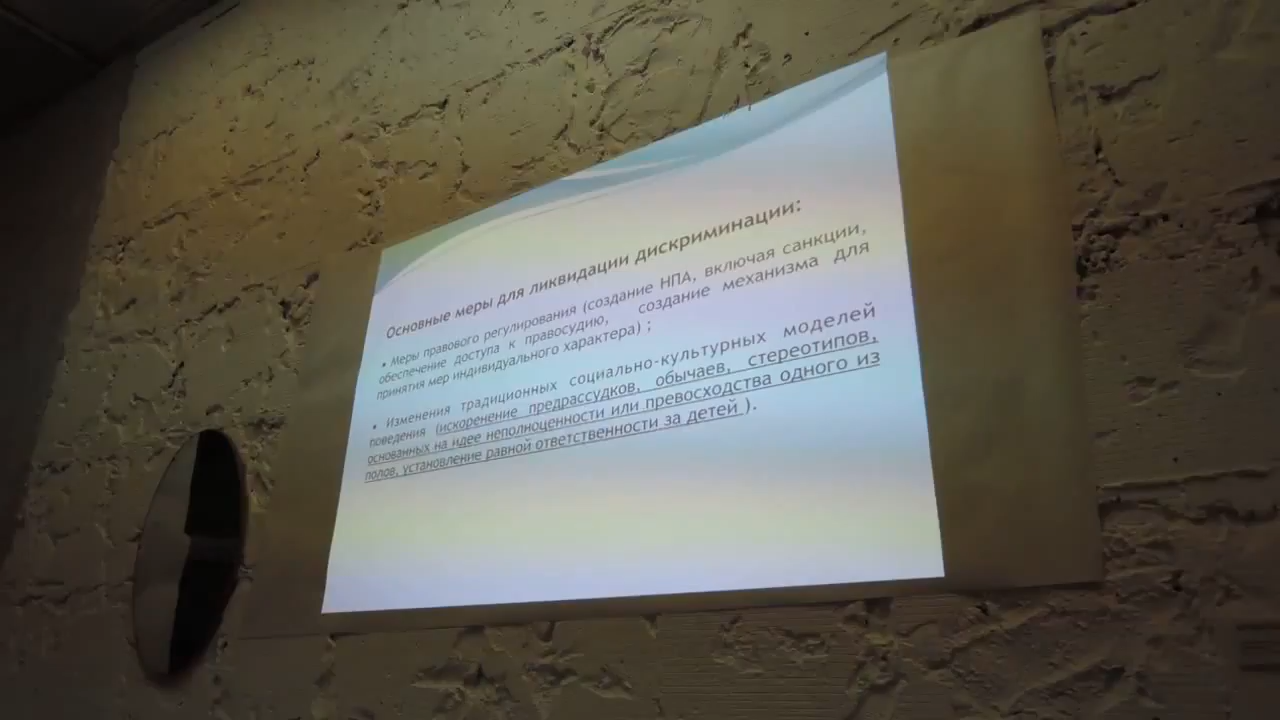 Основные меры для ликвидации дискриминации:
• Меры правового регулирования (создание НПА, включая санкции,
обеспечение доступа к правосудию, создание механизма для
принятия мер индивидуального характера) ;
• Изменения традиционных социально-культурных моделей
поведения (искоренение предрассудков, обычаев, стереотипов,
основанных на идее неполноценности или превосходства одного из
полов, установление равной ответственности за детей ).